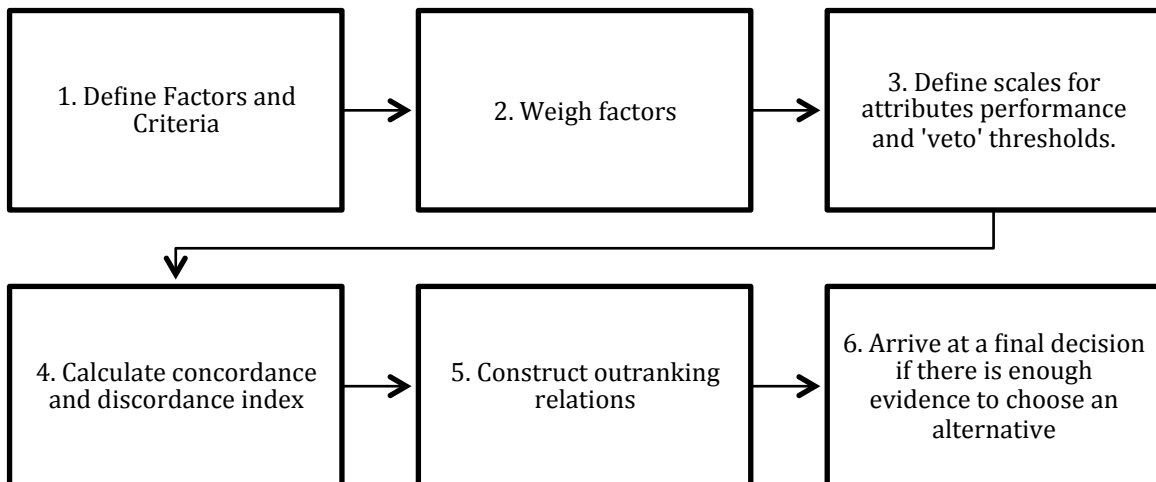 1. Define Factors and
Criteria
2. Weigh factors
3. Define scales for
attributes performance
and 'veto' thresholds.
4. Calculate concordance
and discordance index
5. Construct outranking
relations
6. Arrive at a final decision
if there is enough
evidence to choose an
alternative